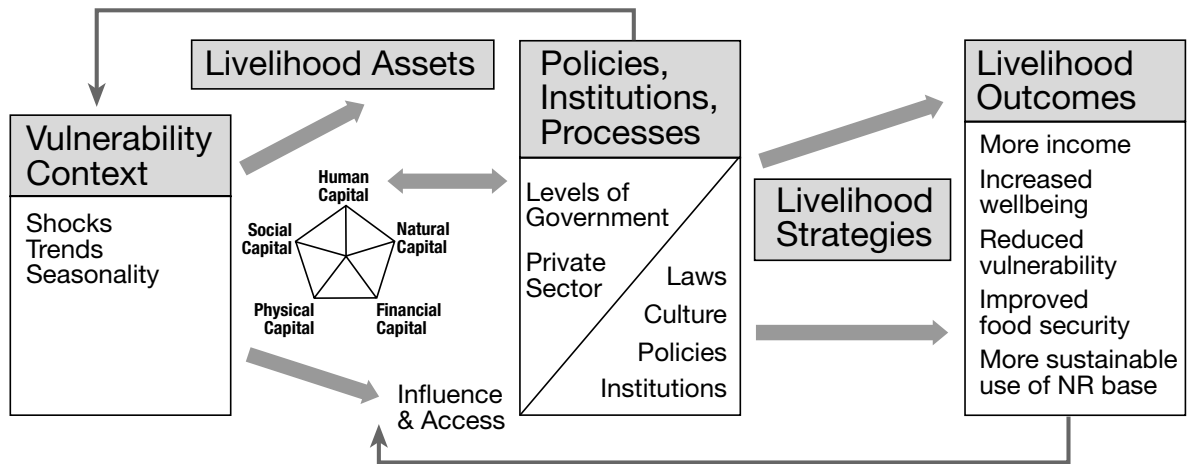 Livelihood Assets
Vulnerability
Context
Shocks
Trends
Seasonality
Human
Capital
Social
Capital
Natural
Capital
Physical
Capital
Financial
Capital
Influence
& Access
Policies,
Institutions,
Processes
Levels of
Government
Private
Sector
Laws
Culture
Policies
Institutions
Livelihood
Strategies
Livelihood
Outcomes
More income
Increased
wellbeing
Reduced
vulnerability
Improved
food security
More sustainable
use of NR base